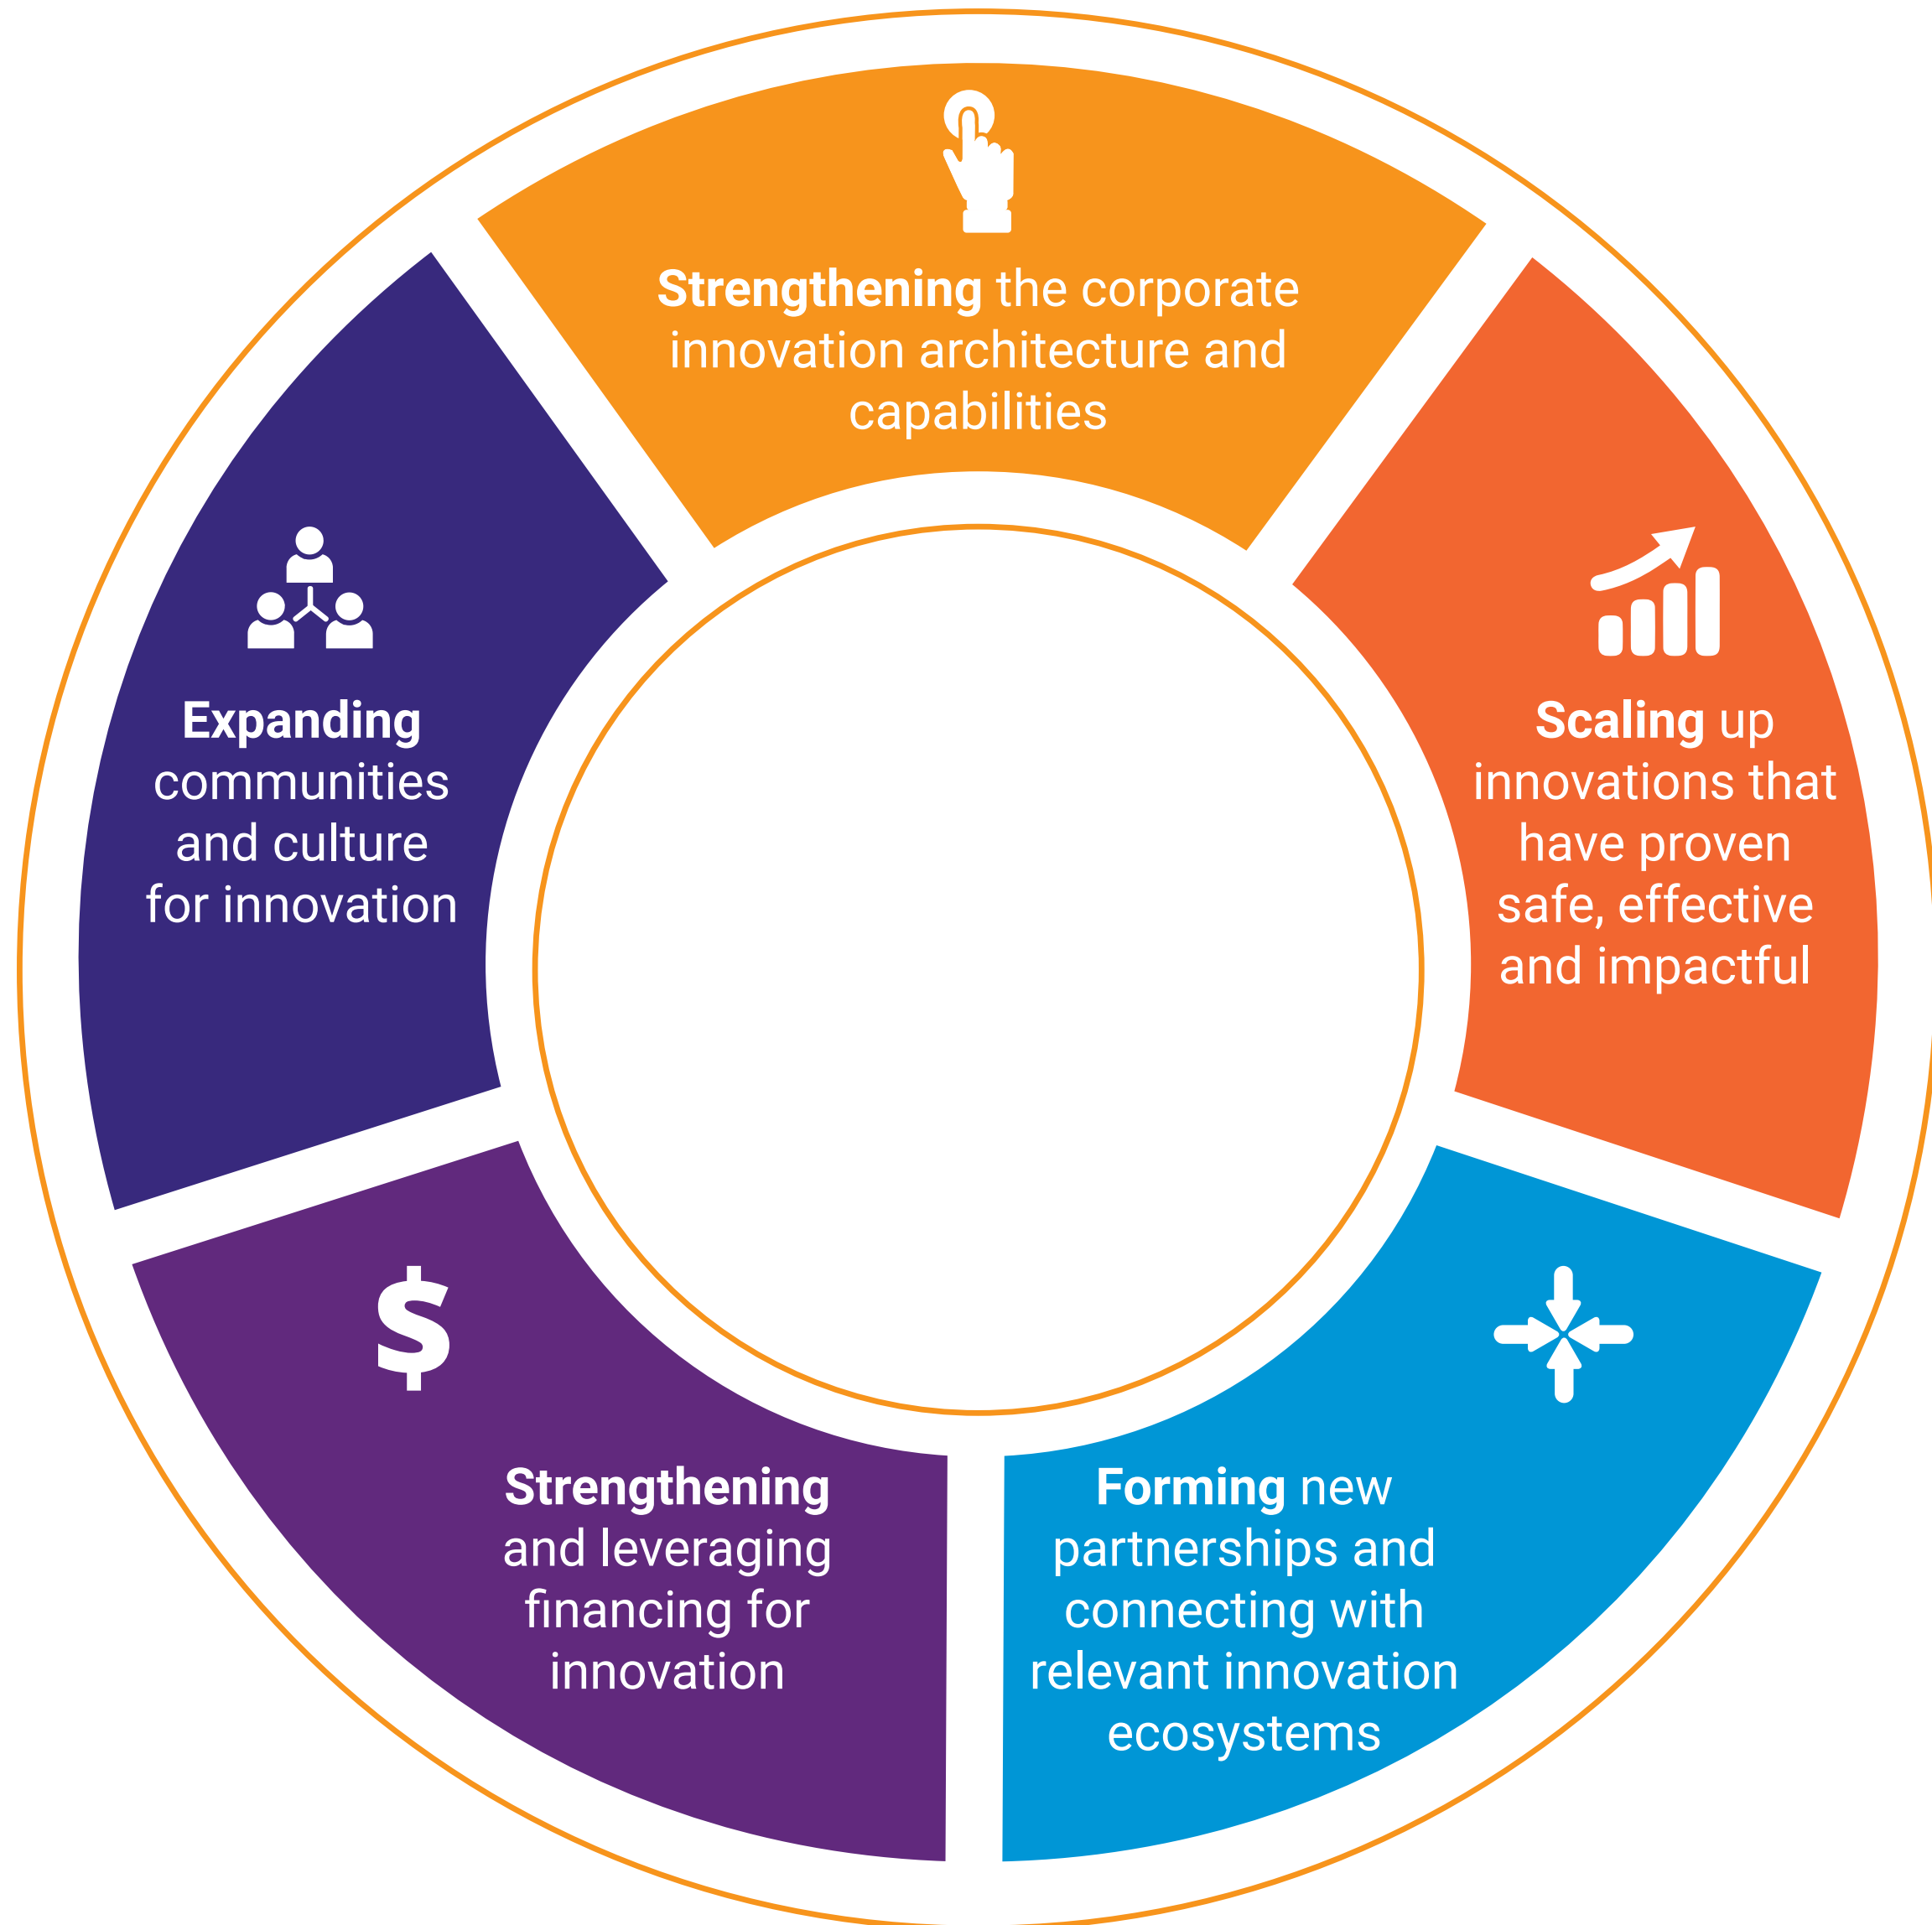 Strengthening the corporate
innovation architecture and
capabilities
Scaling up
innovations that
have proven
safe, effective
and impactful
Forming new
partnerships and
connecting with
relevant innovation
ecosystems
Strengthening
and leveraging
financing for
innovation
Expanding
communities
and culture
for innovation